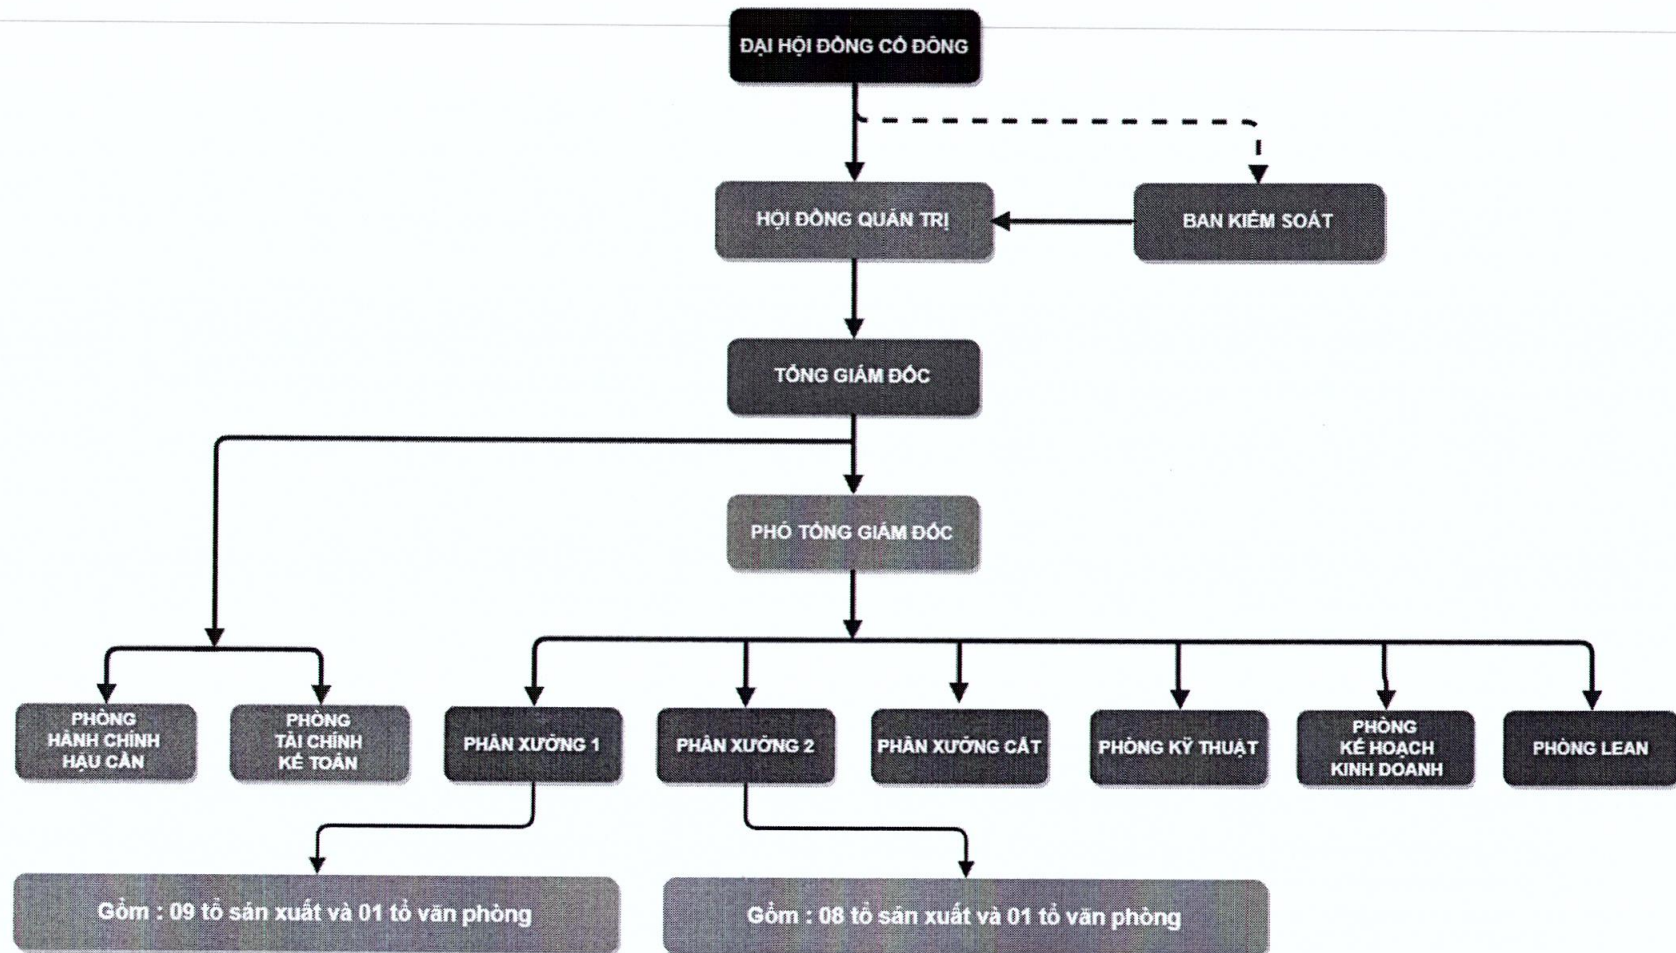 ĐẠI HỘI ĐỒNG CỔ ĐÔNG
HỘI ĐỒNG QUẢN TRỊ
BAN KIỂM SOÁT
TỔNG GIÁM ĐỐC
PHÓ TỔNG GIÁM ĐỐC
PHÒNG
HÀNH CHÍNH
HẬU CẦN
PHÒNG
TÀI CHÍNH
KẾ TOÁN
PHÂN XƯỞNG 1
PHÂN XƯỞNG 2
PHÂN XƯỞNG CẮT
PHÒNG KỸ THUẬT
PHÒNG
KẾ HOẠCH
KINH DOANH
PHÒNG LEAN
Gồm : 09 tổ sản xuất và 01 tổ văn phòng
Gồm : 08 tổ sản xuất và 01 tổ văn phòng